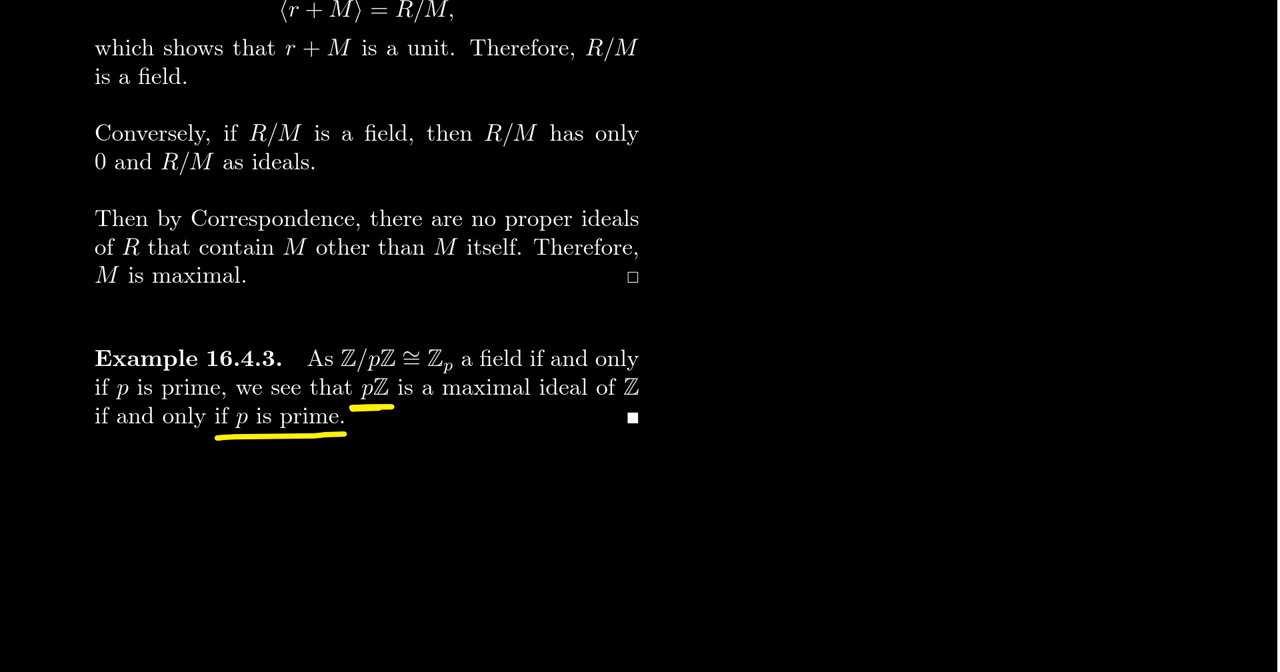 ⟨r + M⟩ = R/M,
which shows that r + M is a unit. Therefore, R/M
is a field.
Conversely, if R/M is a field, then R/M has only
0 and R/M as ideals.
Then by Correspondence, there are no proper ideals
of R that contain M other than M itself. Therefore,
M is maximal. □
Example 16.4.3. As ℤ/pℤ ≅ ℤₚ a field if and only
if p is prime, we see that pℤ is a maximal ideal of ℤ
if and only if p is prime. ■